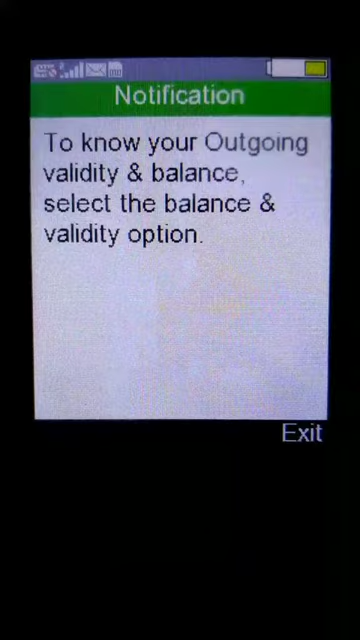 Notification
To know your Outgoing
validity & balance,
select the balance &
validity option.
Exit